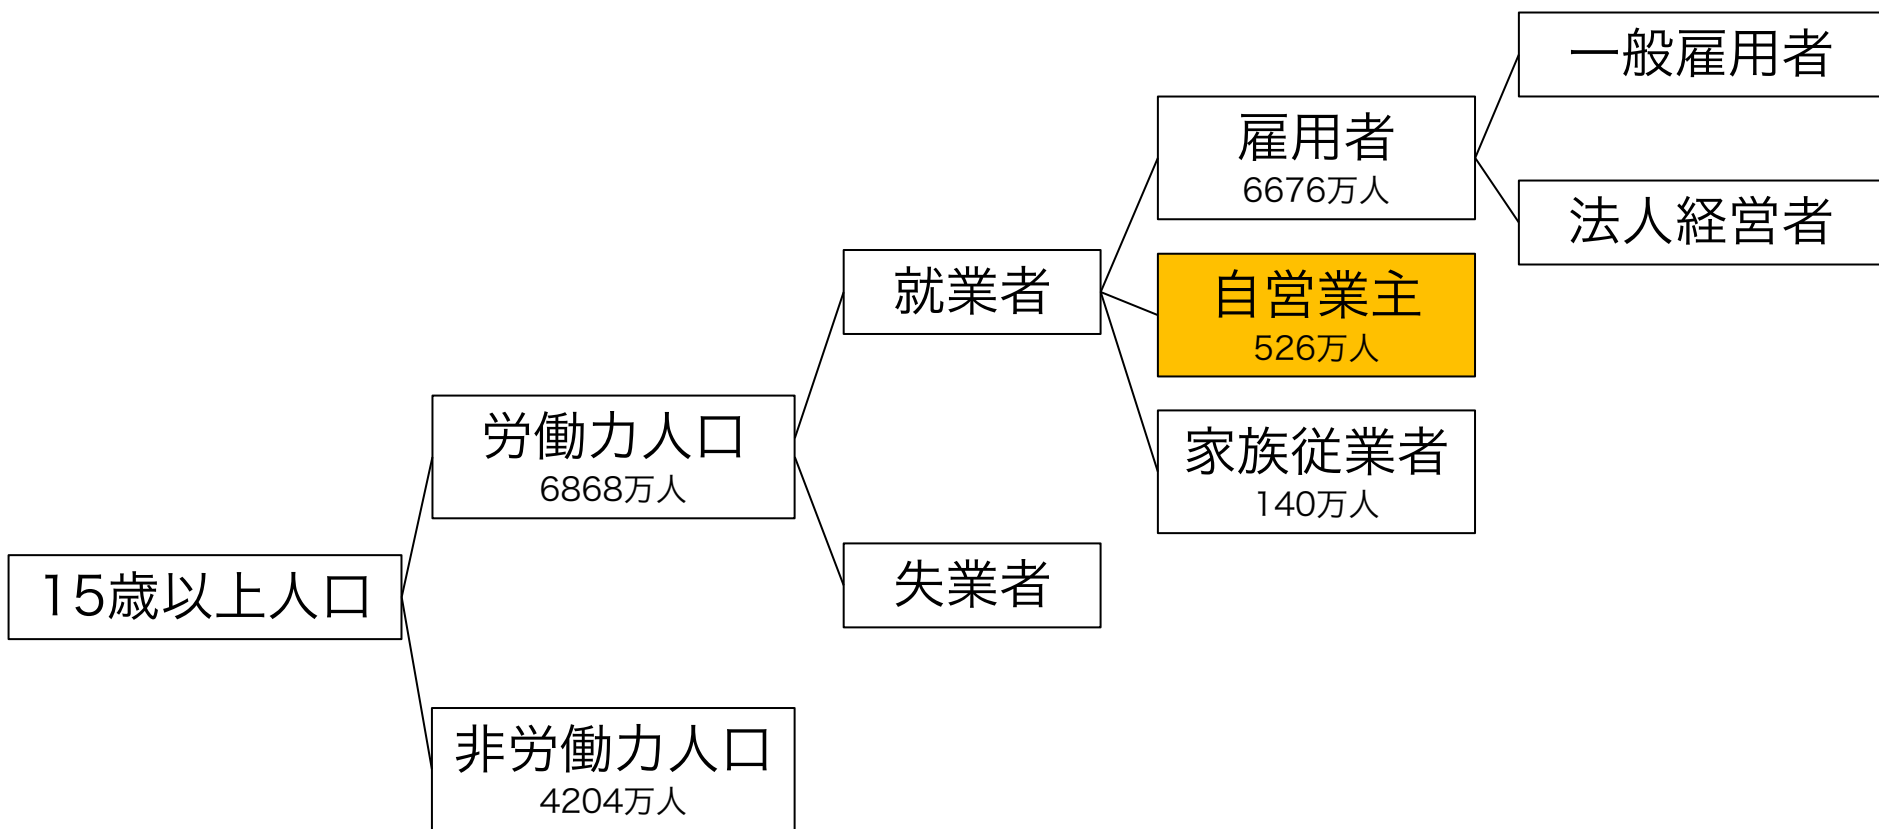 一般雇用者
雇用者
6676万人
法人経営者
就業者
自営業主
526万人
労働力人口
6868万人
家族従業者
140万人
15歳以上人口
失業者
非労働力人口
4204万人